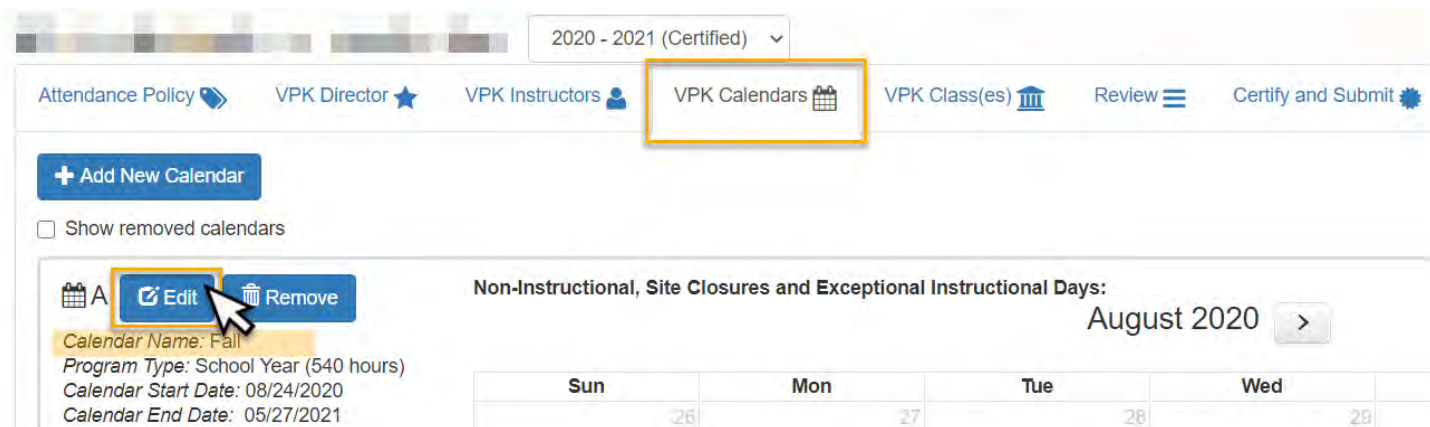 2020 - 2021 (Certified)
Attendance Policy VPK Director VPK Instructors VPK Calendars VPK Class(es) Review Certify and Submit
Add New Calendar
Show removed calendars
A Edit Remove
Non-Instructional, Site Closures and Exceptional Instructional Days:
August 2020 >
Calendar Name: Fall
Program Type: School Year (540 hours)
Calendar Start Date: 08/24/2020
Calendar End Date: 05/27/2021
Sun Mon Tue Wed
26 27 28 29